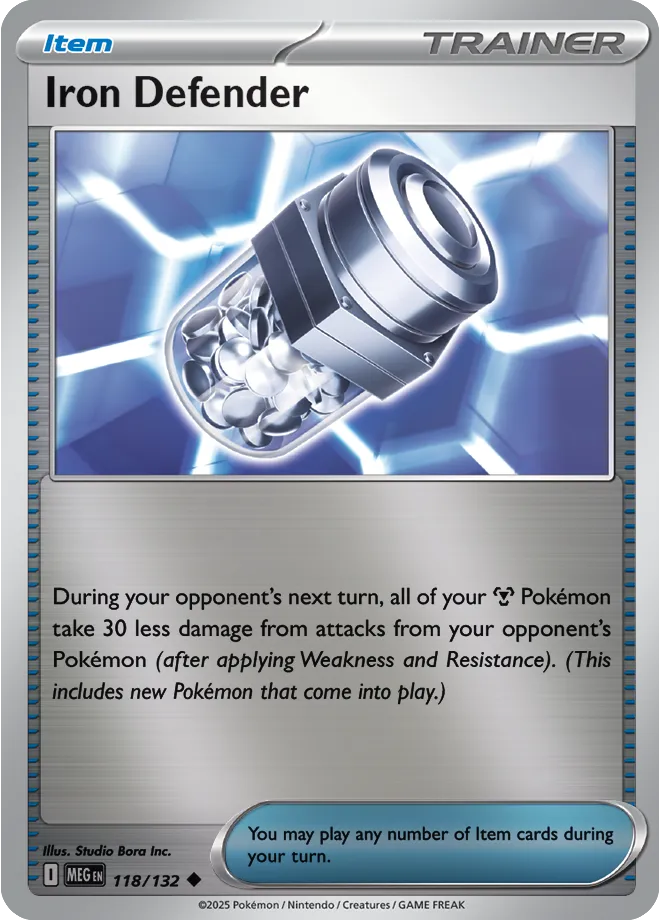 Item
TRAINER
Iron Defender
During your opponent's next turn, all of your Pokémon
take 30 less damage from attacks from your opponent's
Pokémon (after applying Weakness and Resistance). (This
includes new Pokémon that come into play.)
You may play any number of Item cards during
your turn.
Illus. Studio Bora Inc.
I MEG EN 118/132
©2025 Pokémon / Nintendo / Creatures / GAME FREAK